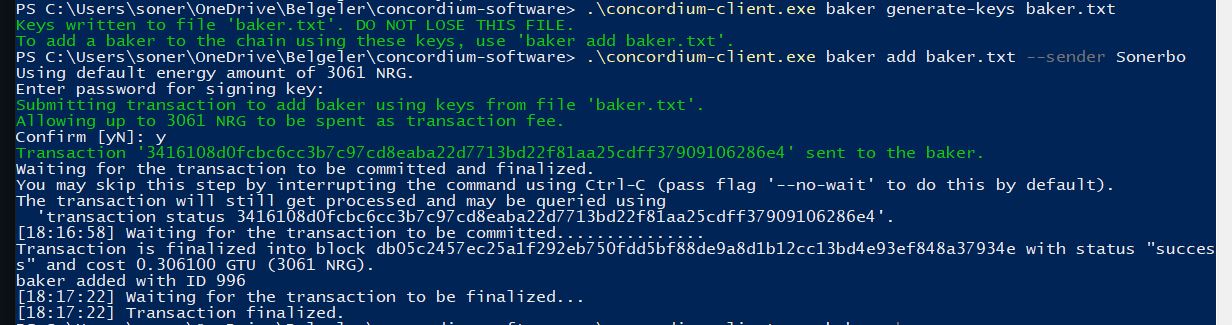 PS C:\Users\soner\OneDrive\Belgeler\concordium-software> .\concordium-client.exe baker generate-keys baker.txt
Keys written to file 'baker.txt'. DO NOT LOSE THIS FILE.
To add a baker to the chain using these keys, use 'baker add baker.txt'.
PS C:\Users\soner\OneDrive\Belgeler\concordium-software> .\concordium-client.exe baker add baker.txt --sender Sonerbo
Using default energy amount of 3061 NRG.
Enter password for signing key:
Submitting transaction to add baker using keys from file 'baker.txt'.
Allowing up to 3061 NRG to be spent as transaction fee.
Confirm [yN]: y
Transaction '3416108d0fcbc6cc3b7c97cd8eaba22d7713bd22f81aa25cdff37909106286e4' sent to the baker.
Waiting for the transaction to be committed and finalized.
You may skip this step by interrupting the command using Ctrl-C (pass flag '--no-wait' to do this by default).
The transaction will still get processed and may be queried using
  'transaction status 3416108d0fcbc6cc3b7c97cd8eaba22d7713bd22f81aa25cdff37909106286e4'.
[18:16:58] Waiting for the transaction to be committed...............
Transaction is finalized into block db05c2457ec25a1f292eb750fdd5bf88de9a8d1b12cc13bd4e93ef848a37934e with status "succes
s" and cost 0.306100 GTU (3061 NRG).
baker added with ID 996
[18:17:22] Waiting for the transaction to be finalized...
[18:17:22] Transaction finalized.